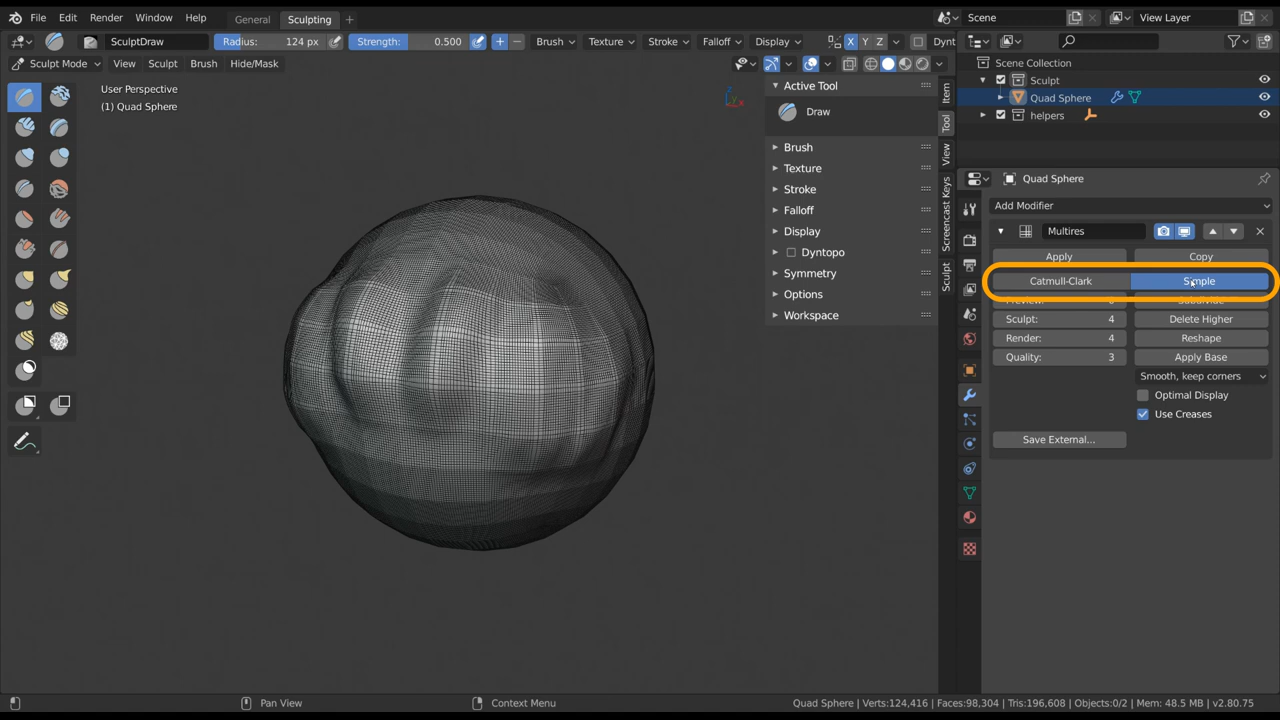 File Edit Render Window Help General Sculpting + Scene View Layer
SculptDraw Radius: 124 px Strength: 0.500 + − Brush Texture Stroke Falloff Display X Y Z Dynt
Sculpt Mode View Sculpt Brush Hide/Mask
User Perspective
(1) Quad Sphere
Z
Y X
Active Tool
Draw
Brush
Texture
Stroke
Falloff
Display
Dyntopo
Symmetry
Options
Workspace
Item
Tool
View
Screencast Keys
Sculpt
Scene Collection
Sculpt
Quad Sphere
helpers
Quad Sphere
Add Modifier
Multires
Apply Copy
Catmull-Clark Simple
Preview: 0 Subdivide
Sculpt: 4 Delete Higher
Render: 4 Reshape
Quality: 3 Apply Base
Smooth, keep corners
Optimal Display
Use Creases
Save External...
Pan View Context Menu Quad Sphere | Verts:124,416 | Faces:98,304 | Tris:196,608 | Objects:0/2 | Mem: 48.5 MB | v2.80.75